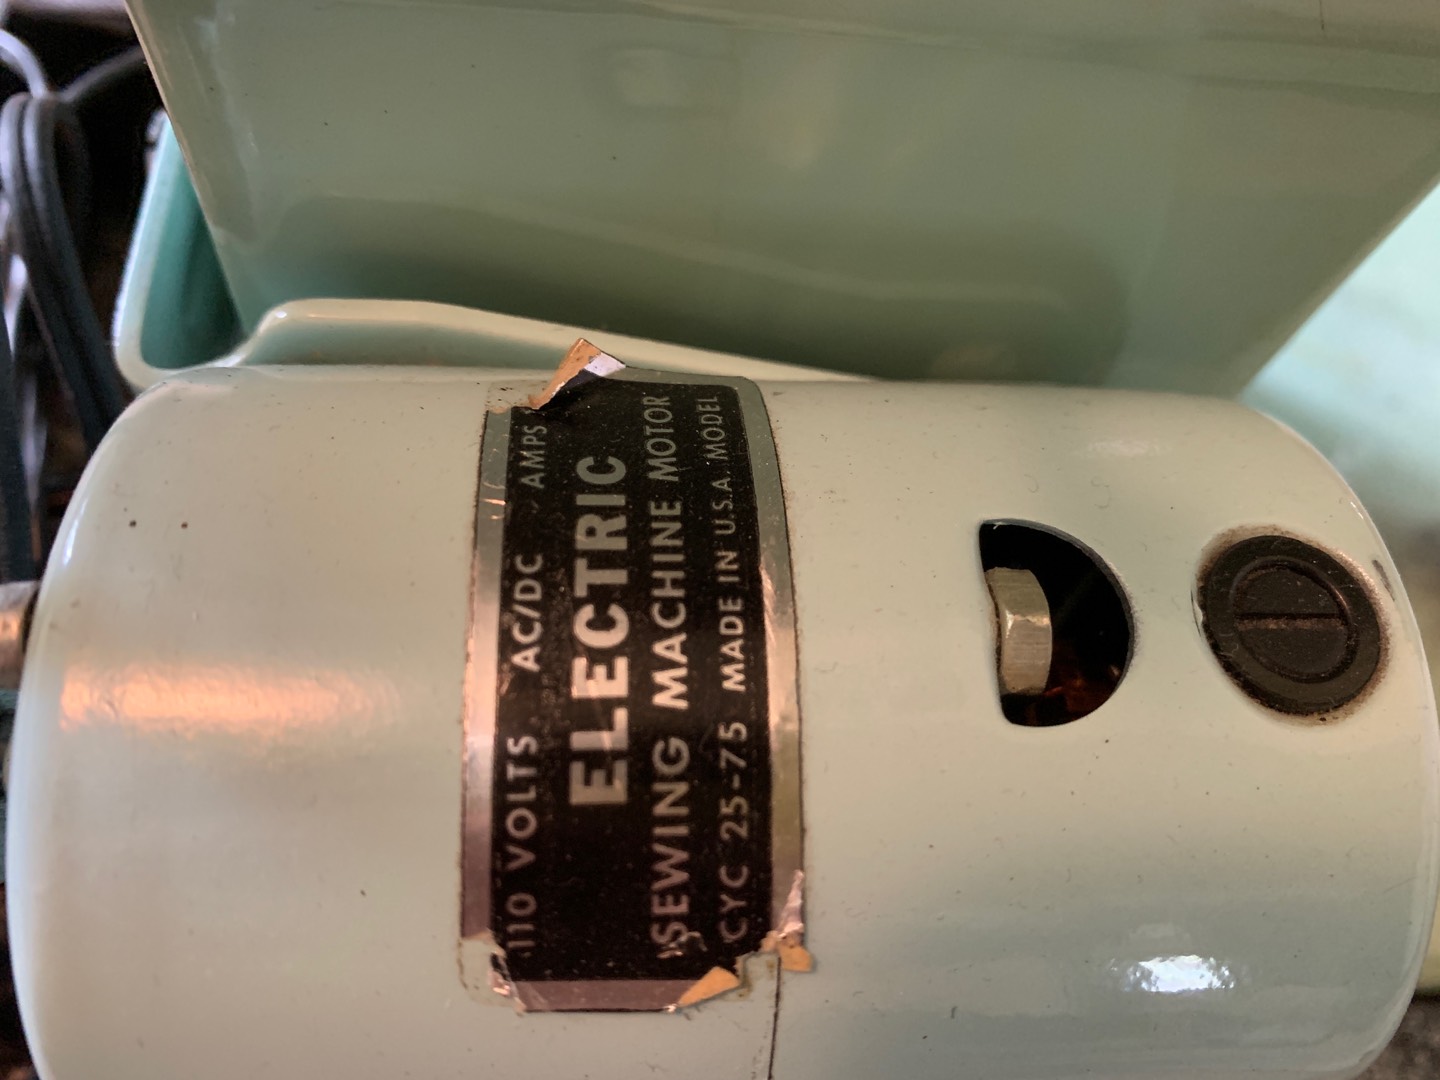 110 VOLTS AC/DC AMPS
ELECTRIC
SEWING MACHINE MOTOR
CYC 25-75 MADE IN U.S.A. MODEL